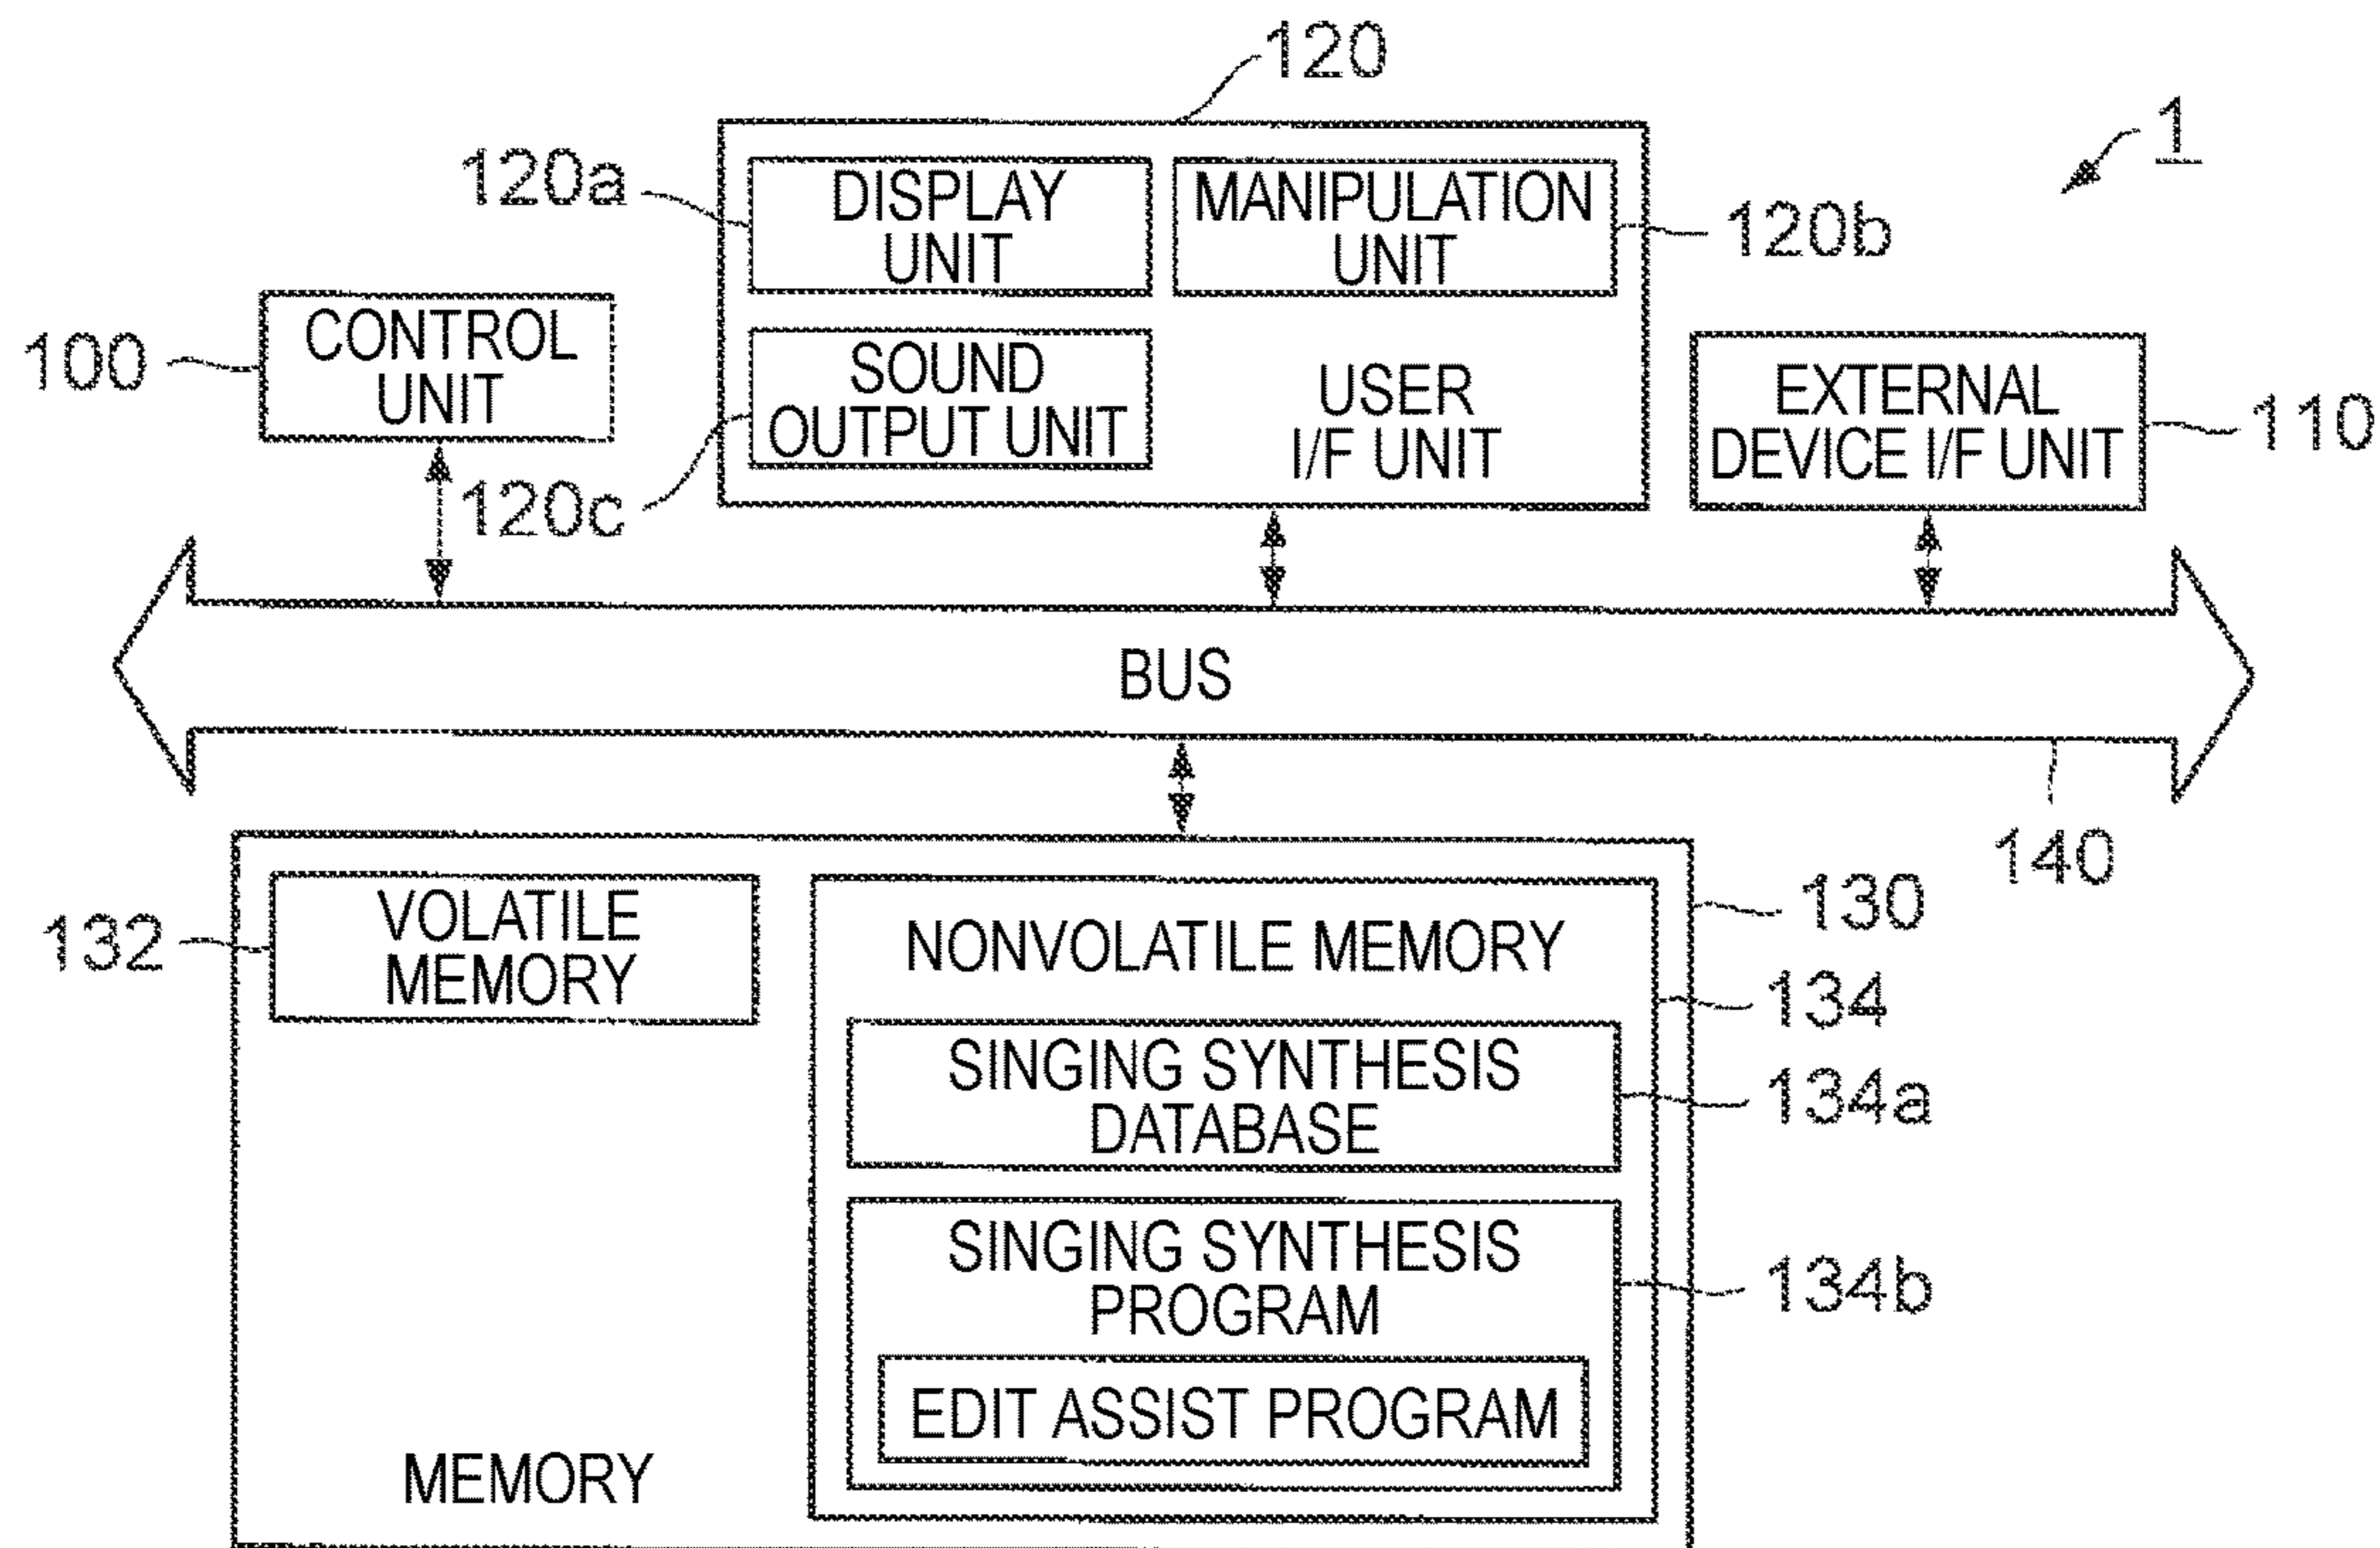 120
1
120a
DISPLAY
UNIT
MANIPULATION
UNIT
120b
100
CONTROL
UNIT
SOUND
OUTPUT UNIT
120c
USER
I/F UNIT
EXTERNAL
DEVICE I/F UNIT
110
BUS
140
132
VOLATILE
MEMORY
NONVOLATILE MEMORY
130
134
SINGING SYNTHESIS
DATABASE
134a
SINGING SYNTHESIS
PROGRAM
134b
EDIT ASSIST PROGRAM
MEMORY